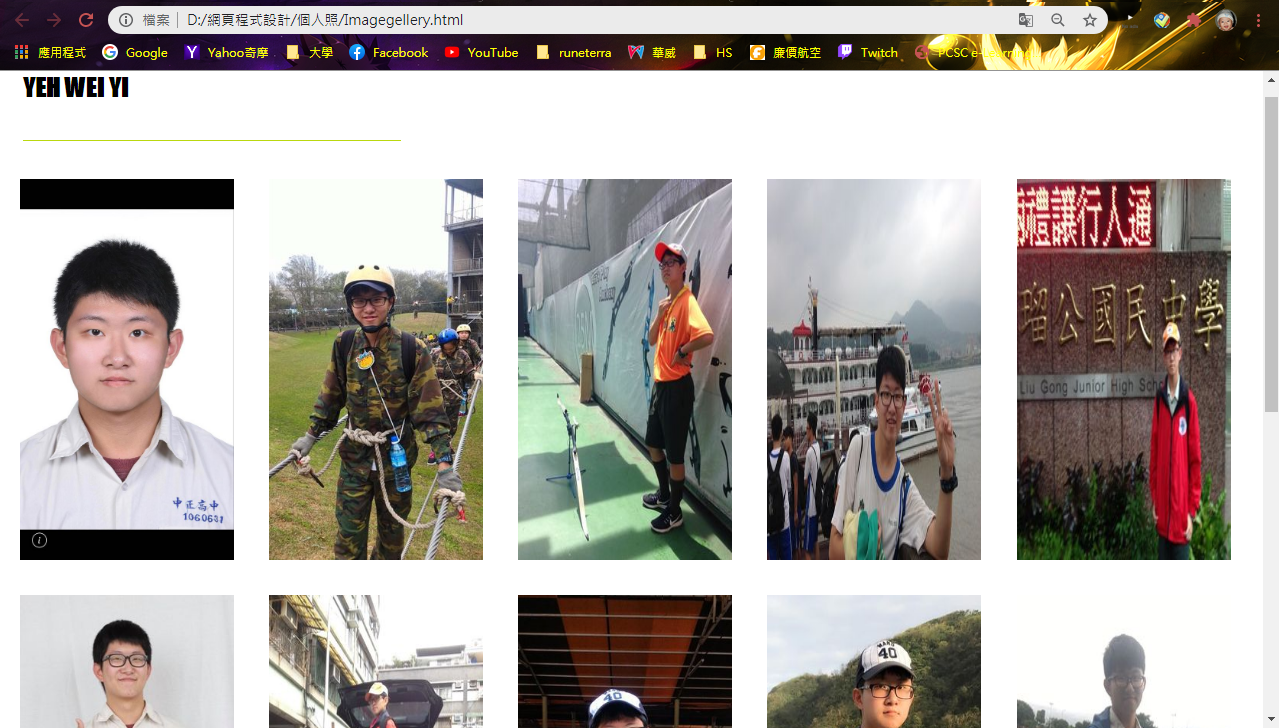 檔案 D:/網頁程式設計/個人照/Imagegellery.html
應用程式 Google Yahoo奇摩 大學 Facebook YouTube runeterra 華威 HS 廉價航空 Twitch PCSC e-Learning
YEH WEI YI
中正高中
1060631
禮讓行人通
瑠公國民中學
Liu Gong Junior High Scho
40
40